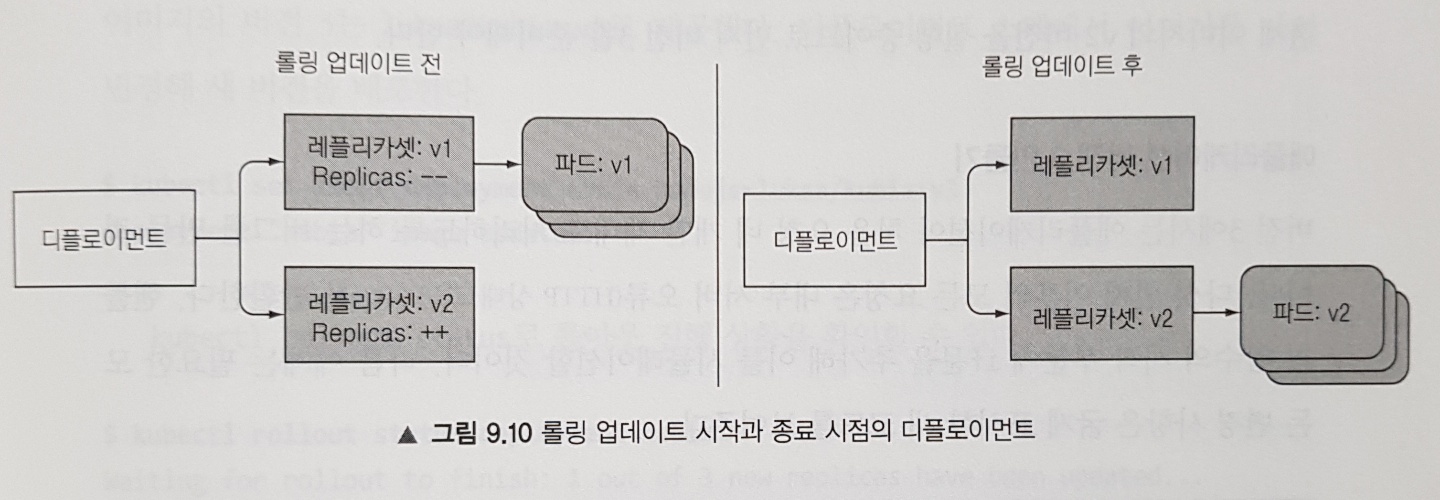 롤링 업데이트 전
레플리카셋: v1
Replicas: --
파드: v1
디플로이먼트
레플리카셋: v2
Replicas: ++
롤링 업데이트 후
레플리카셋: v1
디플로이먼트
레플리카셋: v2
파드: v2
▲ 그림 9.10 롤링 업데이트 시작과 종료 시점의 디플로이먼트